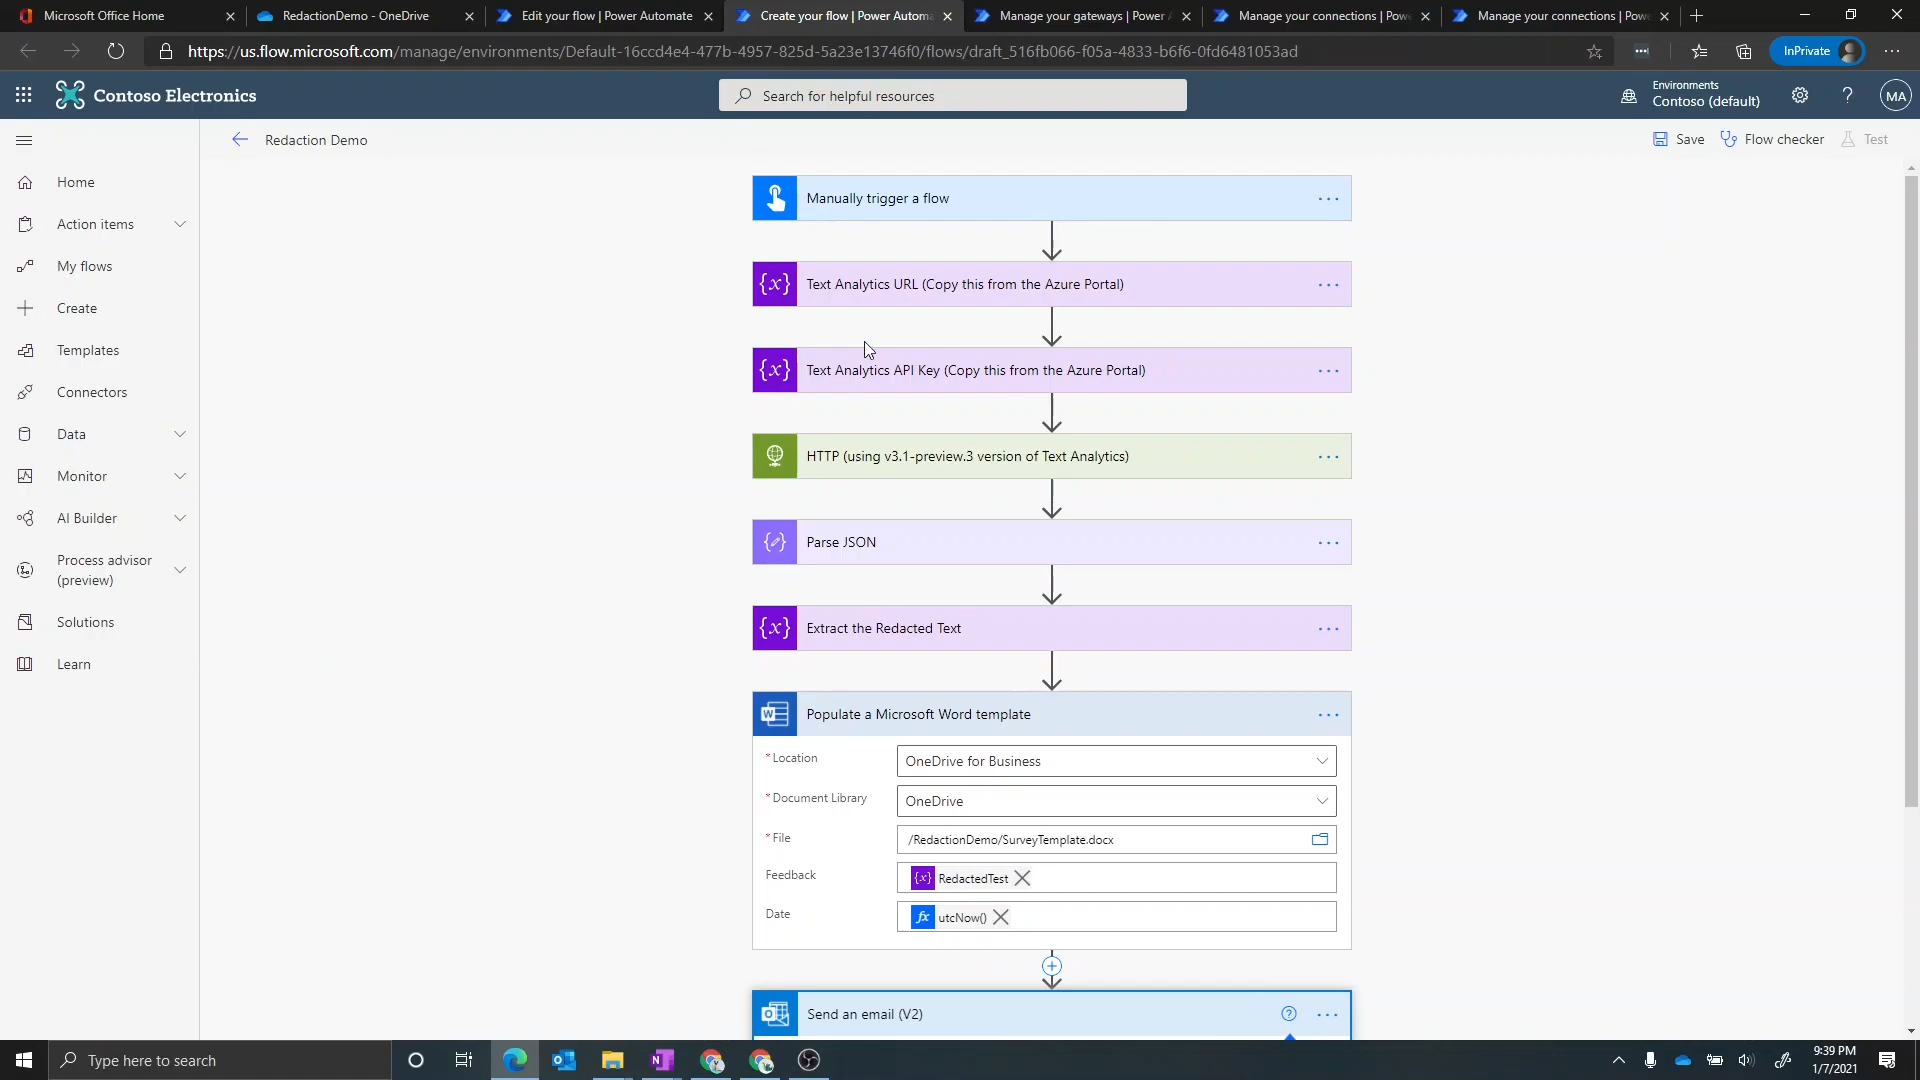 Microsoft Office Home
RedactionDemo - OneDrive
Edit your flow | Power Automate
Create your flow | Power Autom
Manage your gateways | Power
Manage your connections | Pow
Manage your connections | Pow
https://us.flow.microsoft.com/manage/environments/Default-16ccd4e4-477b-4957-825d-5a23e13746f0/flows/draft_516fb066-f05a-4833-b6f6-0fd6481053ad
InPrivate
Contoso Electronics
Search for helpful resources
Environments
Contoso (default)
?
MA
Redaction Demo
Save
Flow checker
Test
Home
Action items
My flows
Create
Templates
Connectors
Data
Monitor
AI Builder
Process advisor
(preview)
Solutions
Learn
Manually trigger a flow
{x} Text Analytics URL (Copy this from the Azure Portal)
{x} Text Analytics API Key (Copy this from the Azure Portal)
HTTP (using v3.1-preview.3 version of Text Analytics)
Parse JSON
{x} Extract the Redacted Text
Populate a Microsoft Word template
* Location
OneDrive for Business
* Document Library
OneDrive
* File
/RedactionDemo/SurveyTemplate.docx
Feedback
{x} RedactedTest
Date
fx utcNow()
Send an email (V2)
?
Type here to search
9:39 PM
1/7/2021